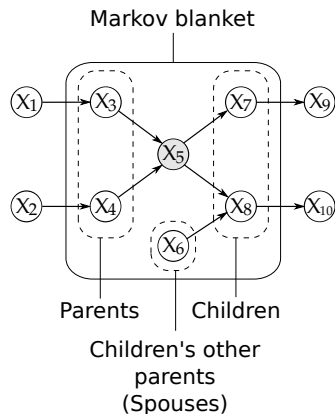 Markov blanket
X1 X3 X7 X9
X5
X2 X4 X8 X10
X6
Parents Children
Children's other
parents
(Spouses)